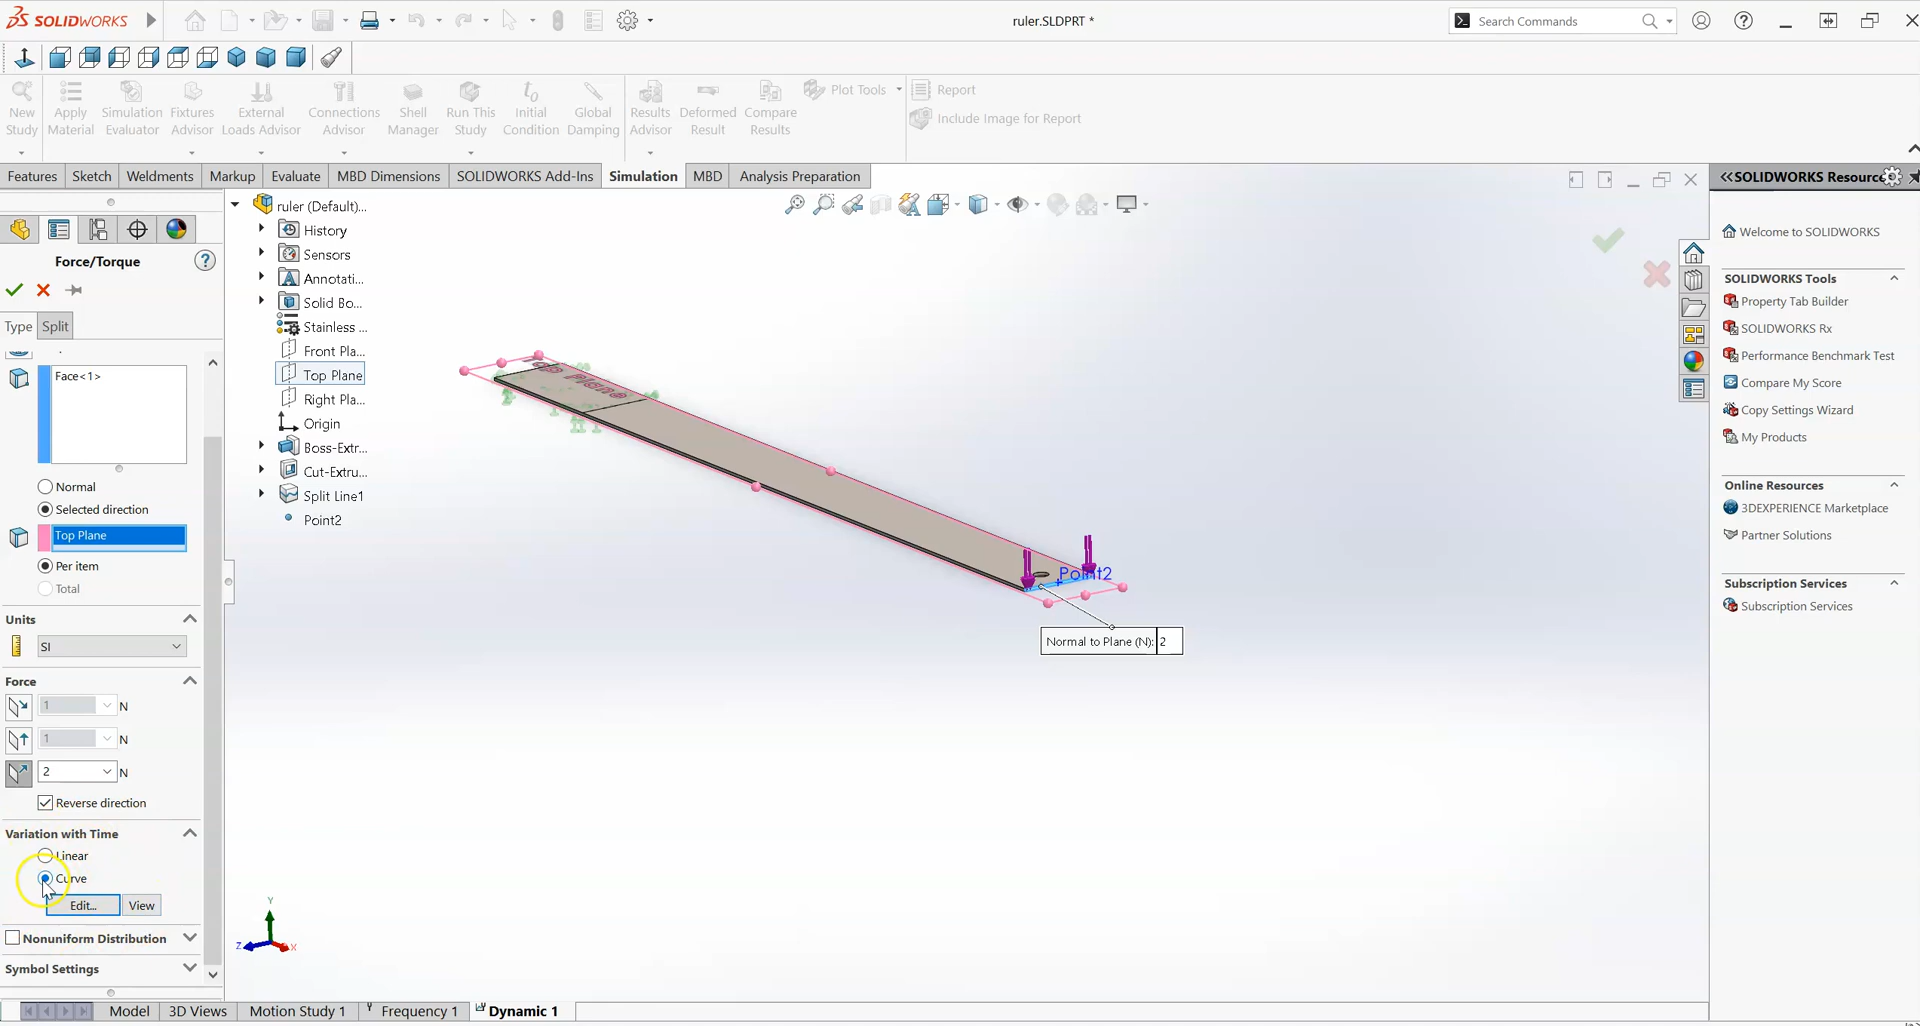 SOLIDWORKS
ruler.SLDPRT *
Search Commands
New Study
Apply Material
Simulation Evaluator
Fixtures Advisor
External Loads Advisor
Connections Advisor
Shell Manager
Run This Study
Initial Condition
Global Damping
Results Advisor
Deformed Result
Compare Results
Plot Tools
Report
Include Image for Report
Features
Sketch
Weldments
Markup
Evaluate
MBD Dimensions
SOLIDWORKS Add-Ins
Simulation
MBD
Analysis Preparation
Force/Torque
Type
Split
Face<1>
Normal
Selected direction
Top Plane
Per item
Total
Units
SI
Force
1 N
1 N
2 N
Reverse direction
Variation with Time
Linear
Curve
Edit...
View
Nonuniform Distribution
Symbol Settings
ruler (Default)...
History
Sensors
Annotati...
Solid Bo...
Stainless ...
Front Pla...
Top Plane
Right Pla...
Origin
Boss-Extr...
Cut-Extru...
Split Line1
Point2
Top Plane
Point2
Normal to Plane (N): 2
Y
Z
X
SOLIDWORKS Resourc
Welcome to SOLIDWORKS
SOLIDWORKS Tools
Property Tab Builder
SOLIDWORKS Rx
Performance Benchmark Test
Compare My Score
Copy Settings Wizard
My Products
Online Resources
3DEXPERIENCE Marketplace
Partner Solutions
Subscription Services
Subscription Services
Model
3D Views
Motion Study 1
Frequency 1
Dynamic 1